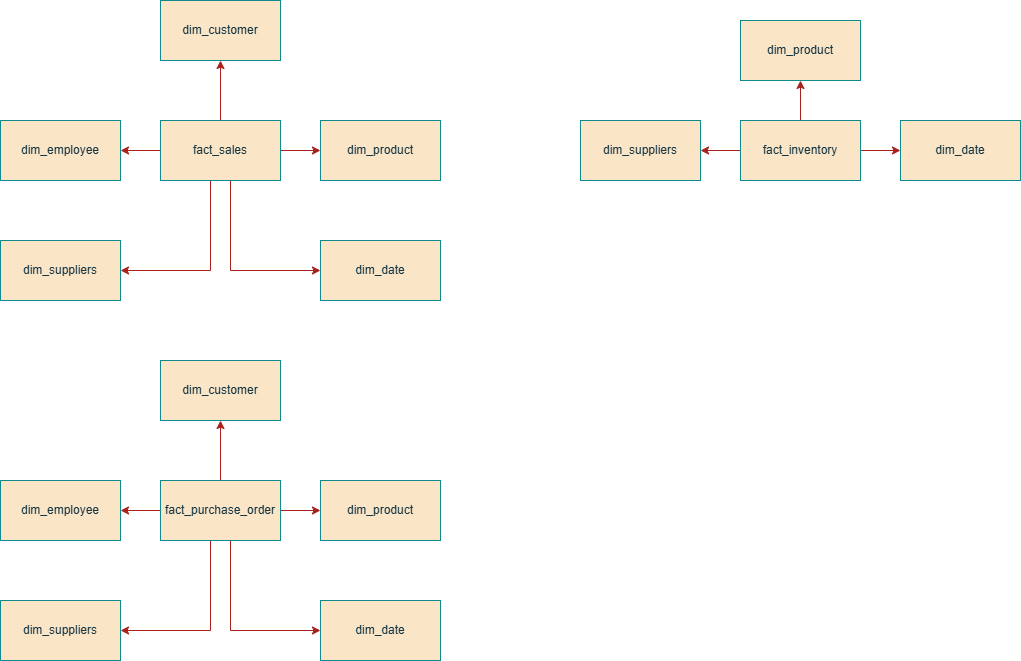 dim_customer
dim_employee
fact_sales
dim_product
dim_suppliers
dim_date
dim_product
dim_suppliers
fact_inventory
dim_date
dim_customer
dim_employee
fact_purchase_order
dim_product
dim_suppliers
dim_date